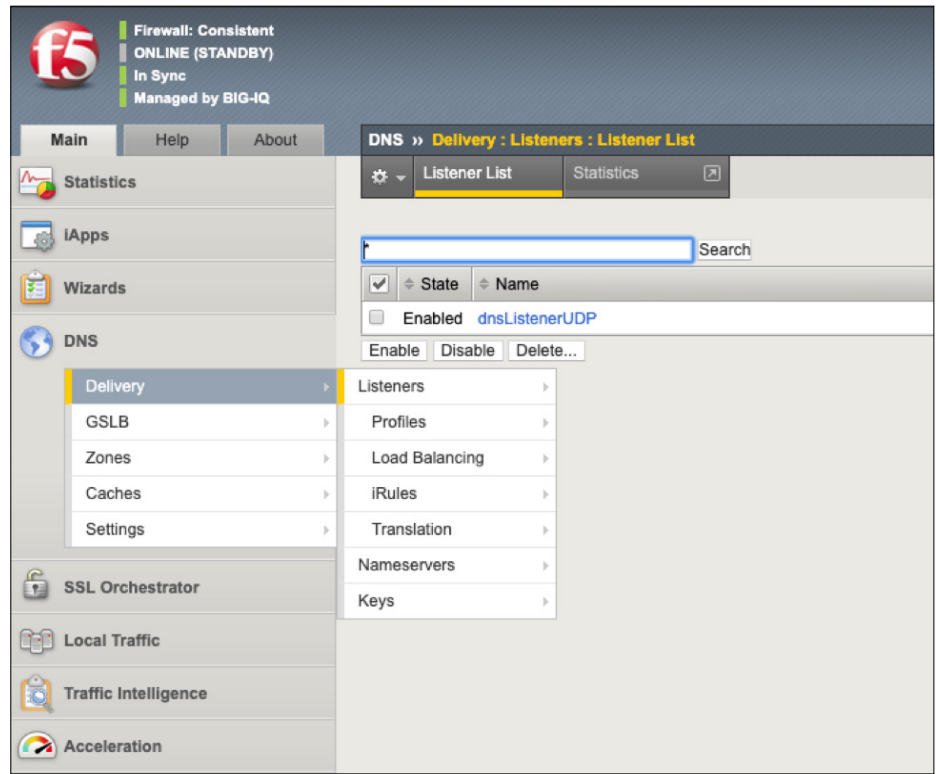 f5
Firewall: Consistent
ONLINE (STANDBY)
In Sync
Managed by BIG-IQ
Main Help About
DNS » Delivery : Listeners : Listener List
Listener List Statistics
Statistics
iApps
Wizards
DNS
Delivery
GSLB
Zones
Caches
Settings
SSL Orchestrator
Local Traffic
Traffic Intelligence
Acceleration
* Search
State Name
Enabled dnsListenerUDP
Enable Disable Delete...
Listeners
Profiles
Load Balancing
iRules
Translation
Nameservers
Keys